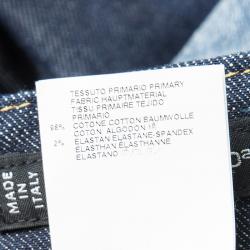 TESSUTO PRIMARIO PRIMARY
FABRIC HAUPTMATERIAL
TISSU PRIMAIRE TEJIDO
PRIMARIO
98% COTONE COTTON BAUMWOLLE
COTON ALGODON
2% ELASTAN ELASTANE-SPANDEX
ELASTHAN ELASTHANNE
ELASTANO
MADE IN
ITALY